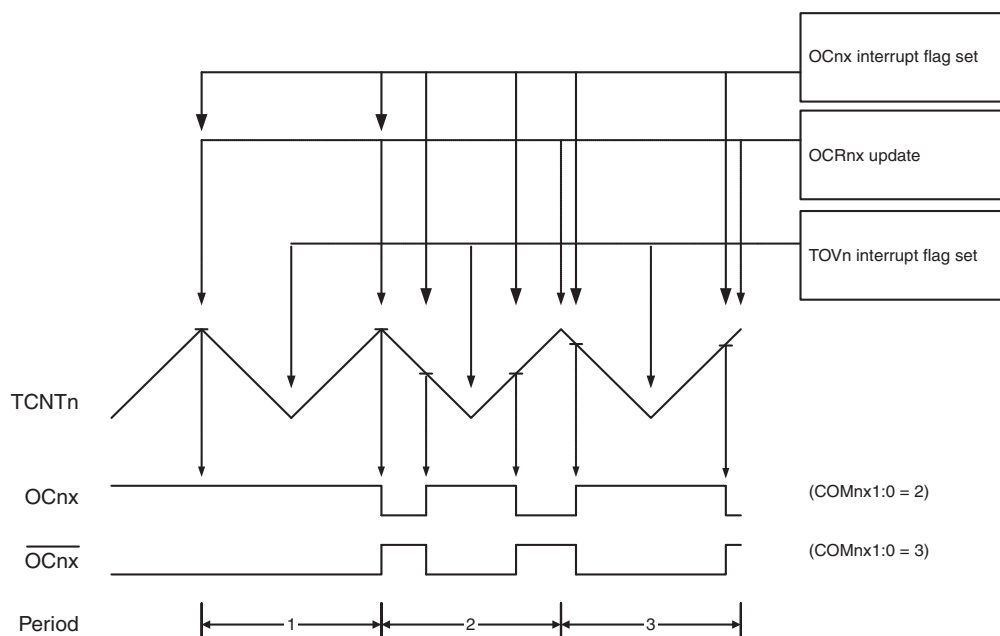 OCnx interrupt flag set
OCRnx update
TOVn interrupt flag set
TCNTn
OCnx
(COMnx1:0 = 2)
OCnx
(COMnx1:0 = 3)
Period
1
2
3